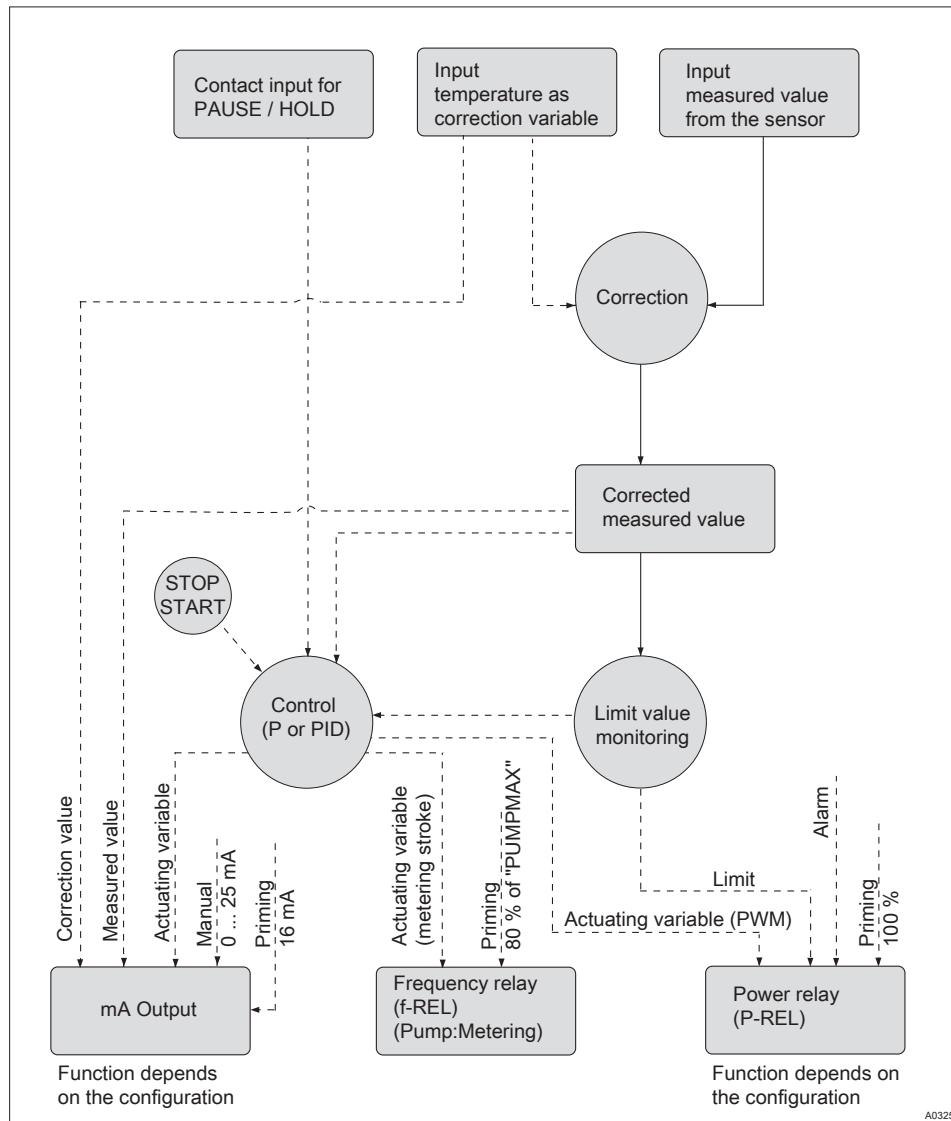 Contact input for
PAUSE / HOLD
Input
temperature as
correction variable
Input
measured value
from the sensor
Correction
Corrected
measured value
STOP
START
Control
(P or PID)
Limit value
monitoring
Correction value
Measured value
Actuating variable
Manual
0 ... 25 mA
Priming
16 mA
Actuating variable
(metering stroke)
Priming
80 % of "PUMPMAX"
Actuating variable (PWM)
Limit
Alarm
Priming
100 %
mA Output
Frequency relay
(f-REL)
(Pump:Metering)
Power relay
(P-REL)
Function depends
on the configuration
Function depends on
the configuration
A0325